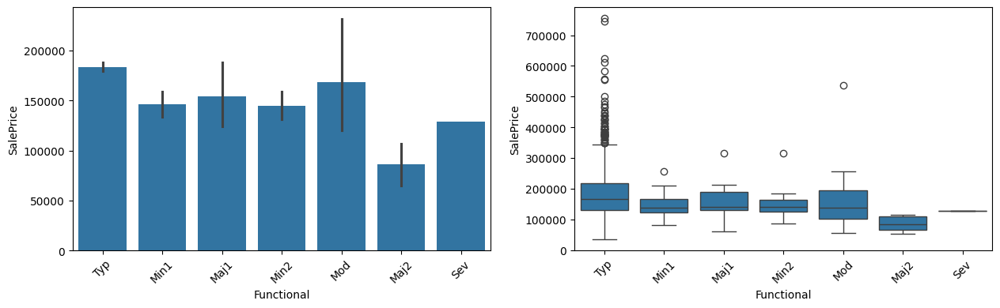 200000
150000
100000
50000
0
SalePrice
Typ
Min1
Maj1
Min2
Mod
Maj2
Sev
Functional
700000
600000
500000
400000
300000
200000
100000
0
SalePrice
Typ
Min1
Maj1
Min2
Mod
Maj2
Sev
Functional